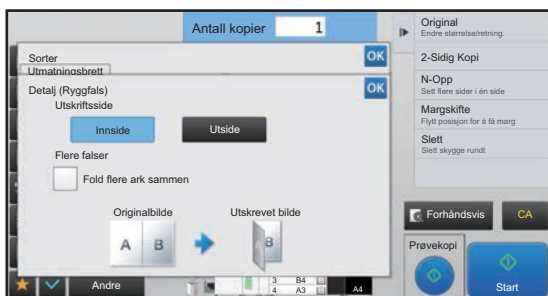 Antall kopier 1
Sorter OK
Utmatningsbrett
Detalj (Ryggfals) OK
Utskriftsside
Innside Utside
Flere falser
Fold flere ark sammen
Originalbilde Utskrevet bilde
A B B
Andre
3 B4
4 A3
A4
Original
Endre størrelse/retning.
2-Sidig Kopi
N-Opp
Sett flere sider i én side
Margskifte
Flytt posisjon for å få marg
Slett
Slett skygge rundt
Forhåndsvis CA
Prøvekopi
Start